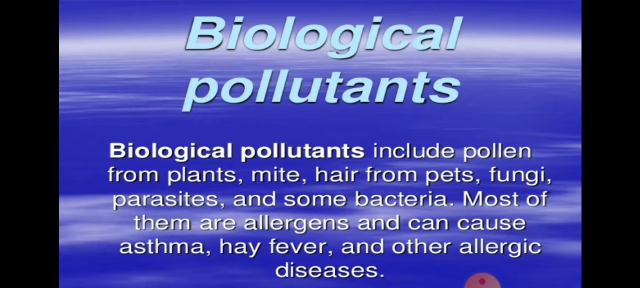 Biological
pollutants
Biological pollutants include pollen
from plants, mite, hair from pets, fungi,
parasites, and some bacteria. Most of
them are allergens and can cause
asthma, hay fever, and other allergic
diseases.